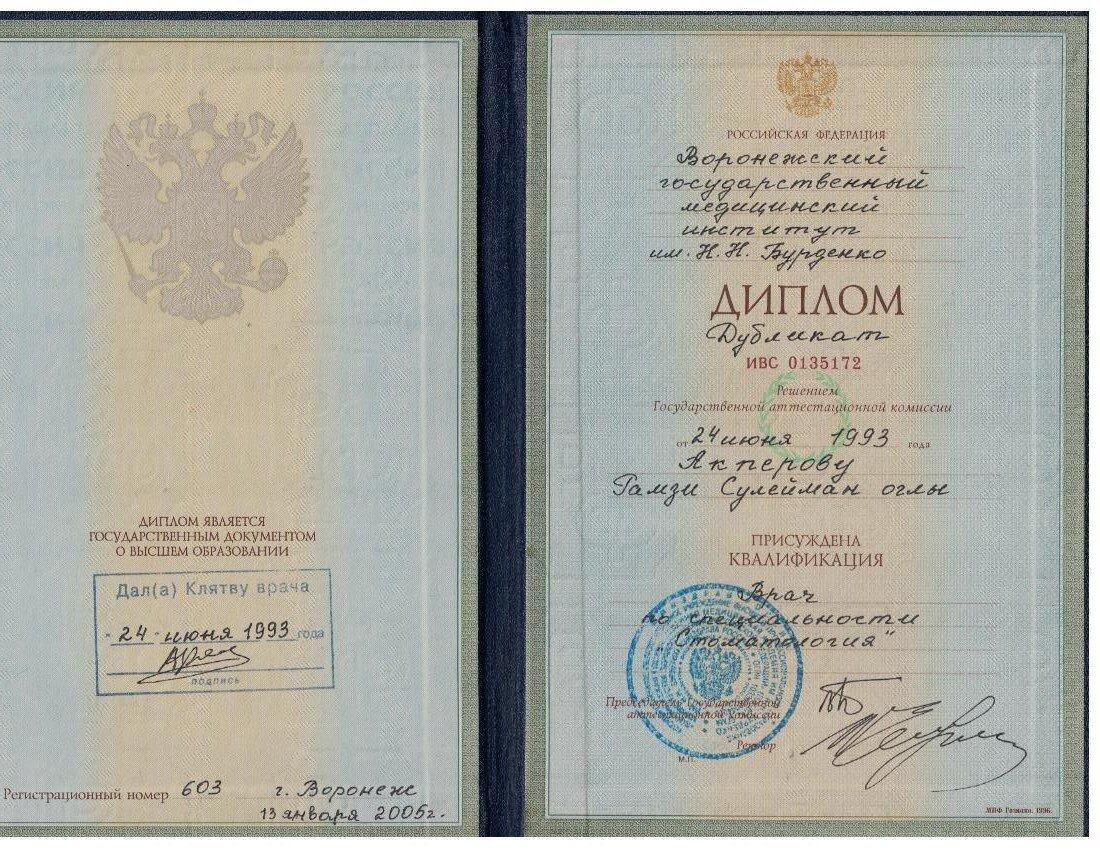 ДИПЛОМ ЯВЛЯЕТСЯ
ГОСУДАРСТВЕННЫМ ДОКУМЕНТОМ
О ВЫСШЕМ ОБРАЗОВАНИИ
Дал(а) Клятву врача
"24" июня 1993 года
подпись
Регистрационный номер 603
г. Воронеж
13 января 2005г.
РОССИЙСКАЯ ФЕДЕРАЦИЯ
Воронежский
государственный
медицинский
институт
им. Н.Н. Бурденко
ДИПЛОМ
Дубликат
ИВС 0135172
Решением
Государственной аттестационной комиссии
от 24 июня 1993 года
Акперову
Рамзи Сулейман оглы
ПРИСУЖДЕНА
КВАЛИФИКАЦИЯ
Врач
по специальности
"Стоматология"
Председатель Государственной
аттестационной комиссии
Ректор
М.П.
МПФ Гознака. 1996.